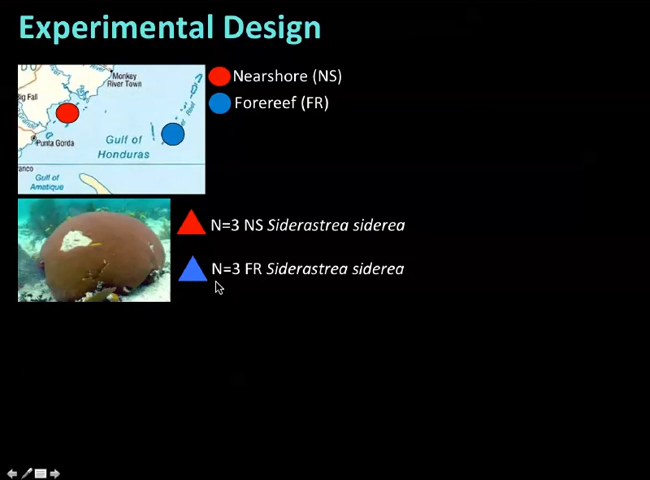 Experimental Design
Monkey
River Town
Nearshore (NS)
Big Fall
Forereef (FR)
Punta Gorda
Gulf of
Honduras
Gulf of
Amatique
N=3 NS Siderastrea siderea
N=3 FR Siderastrea siderea